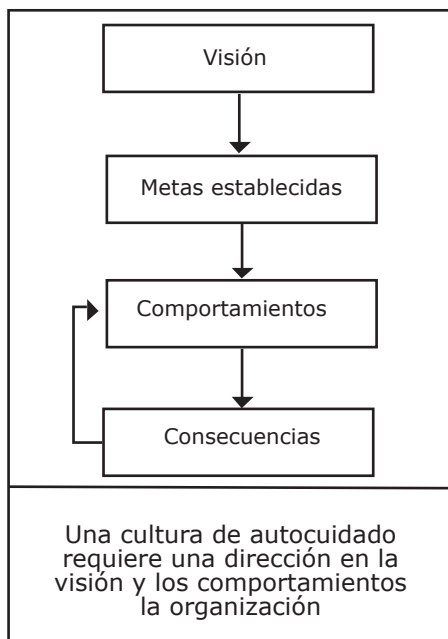 Visión
Metas establecidas
Comportamientos
Consecuencias
Una cultura de autocuidado
requiere una dirección en la
visión y los comportamientos
la organización